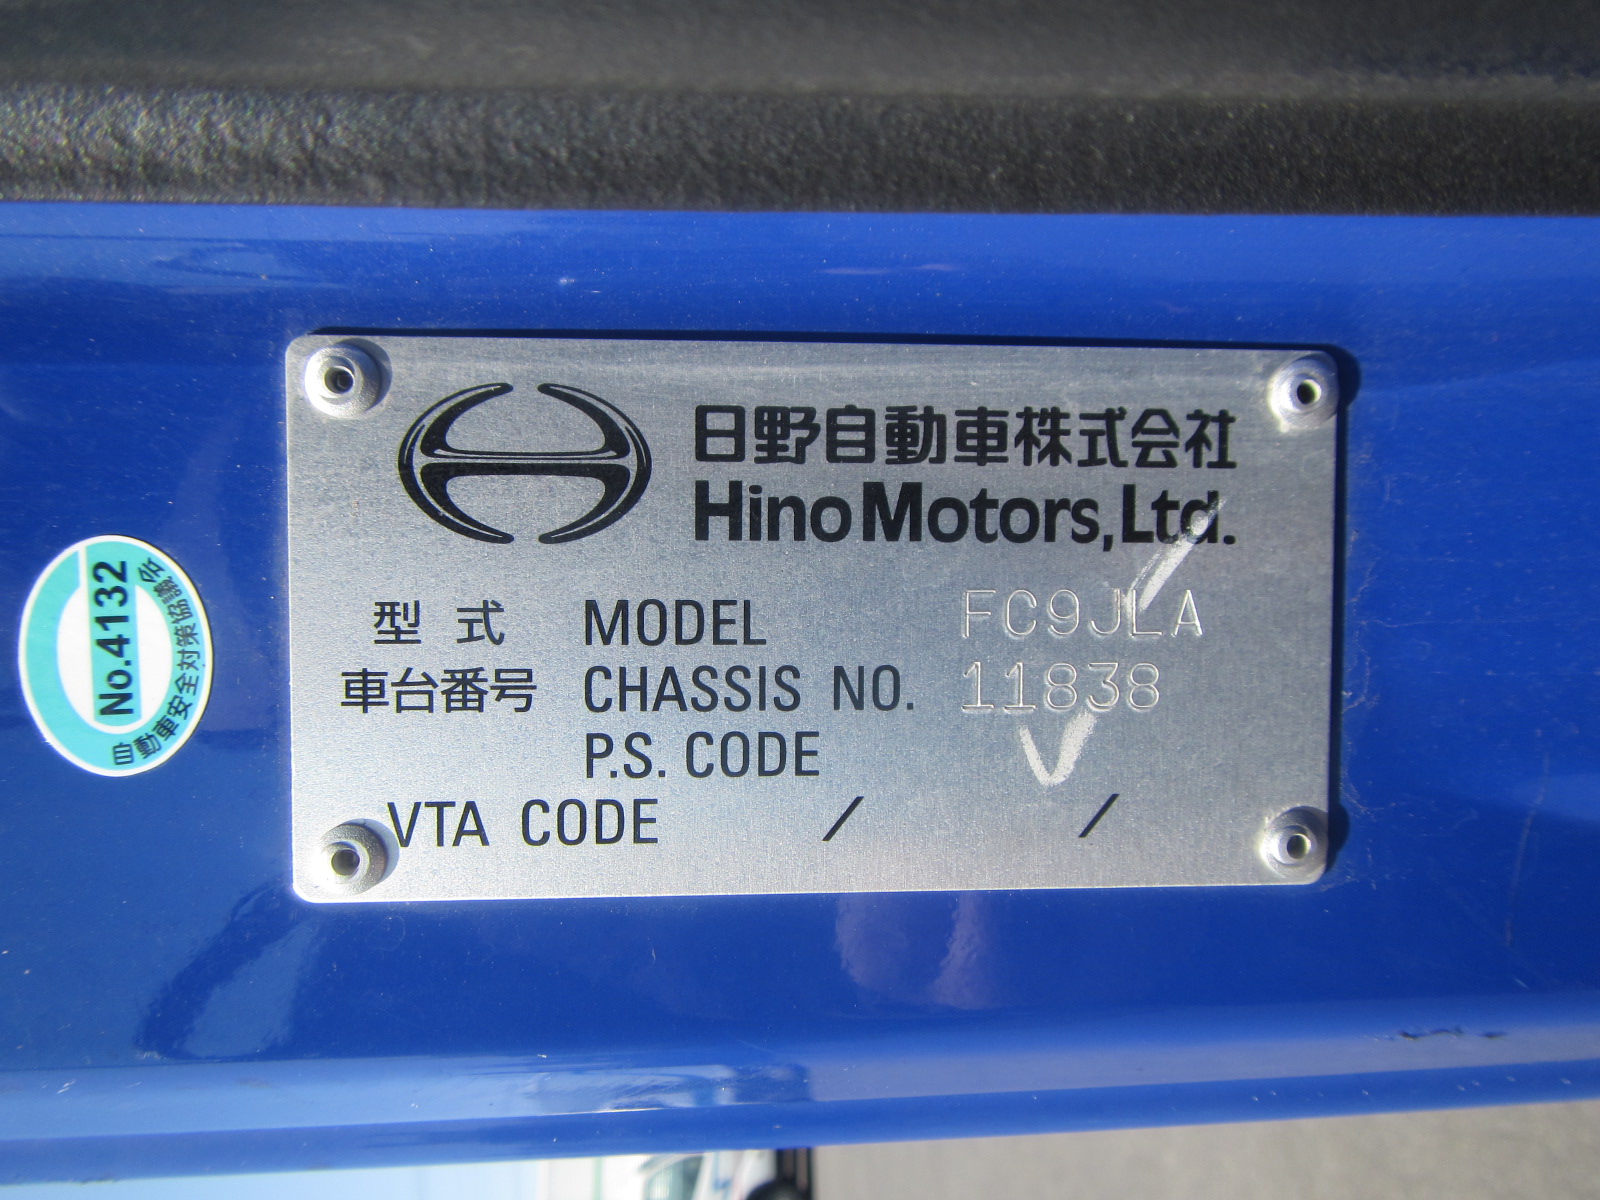 日野自動車株式会社
Hino Motors, Ltd.
型式 MODEL FC9JLA
車台番号 CHASSIS NO. 11838
P.S. CODE
VTA CODE / /
No.4132
自動車安全対策協議会